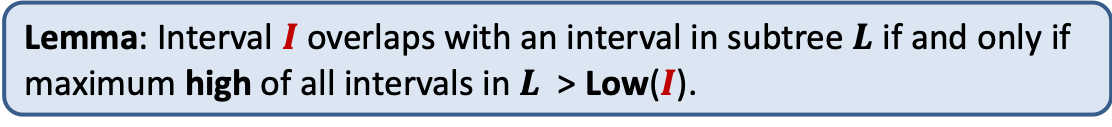 Lemma: Interval I overlaps with an interval in subtree L if and only if
maximum high of all intervals in L > Low(I).